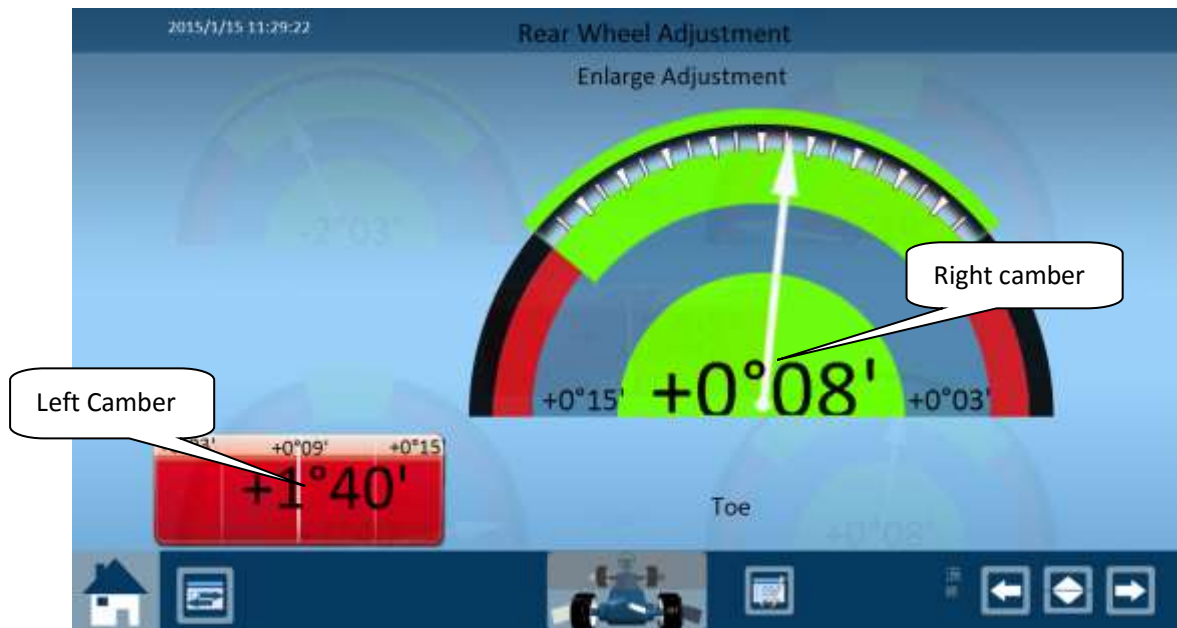 2015/1/15 11:29:22
Rear Wheel Adjustment
Enlarge Adjustment
-2°03'
Right camber
+0°15' +0°08' +0°03'
Left Camber
+0°09' +0°15'
+1°40'
Toe
+0°08'